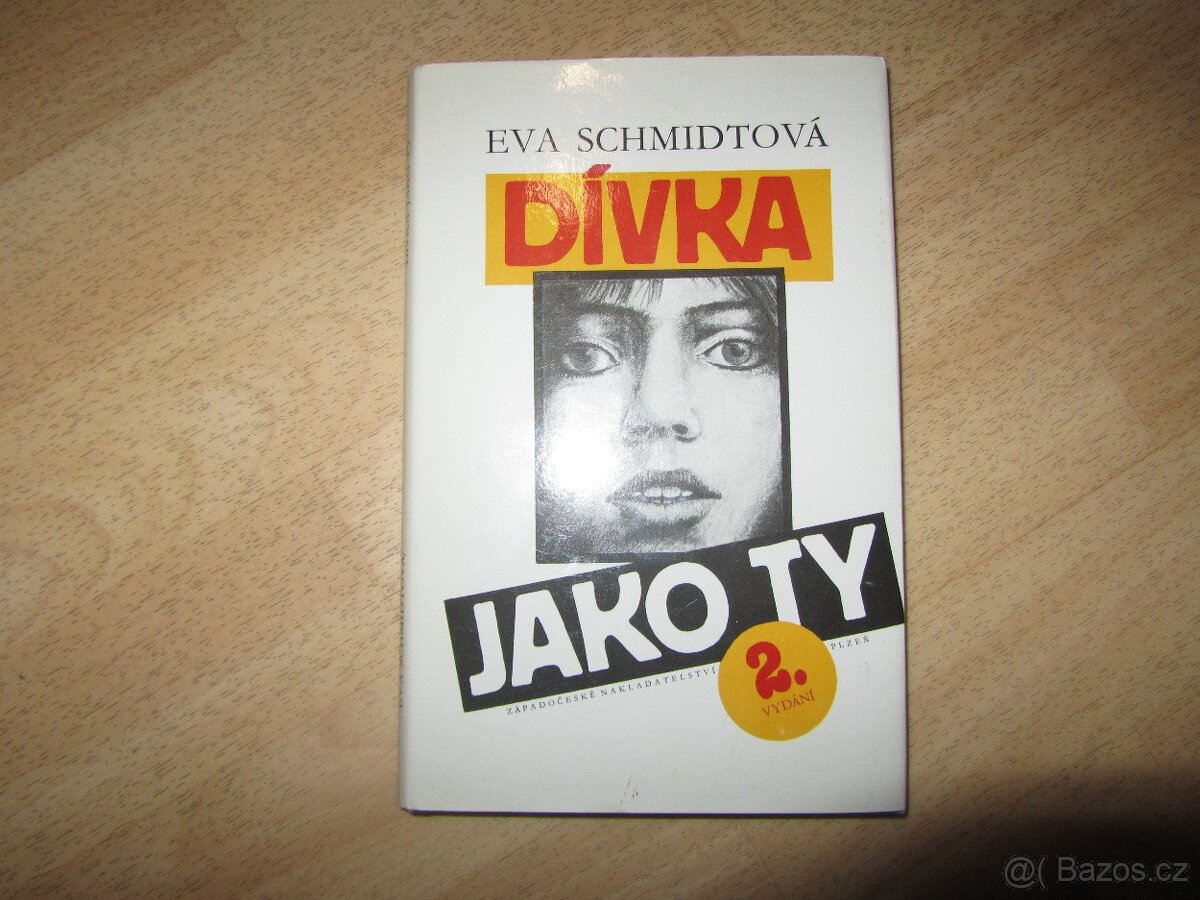 EVA SCHMIDTOVÁ
DÍVKA
JAKO TY
ZÁPADOČESKÉ NAKLADATELSTVÍ PLZEŇ
2.
VYDÁNÍ
@( Bazos.cz